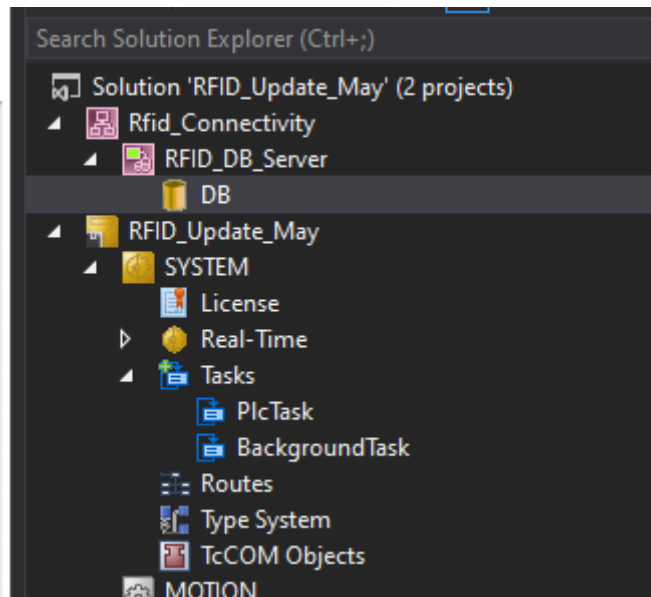 Search Solution Explorer (Ctrl+;)
Solution 'RFID_Update_May' (2 projects)
Rfid_Connectivity
RFID_DB_Server
DB
RFID_Update_May
SYSTEM
License
Real-Time
Tasks
PlcTask
BackgroundTask
Routes
Type System
TcCOM Objects
MOTION